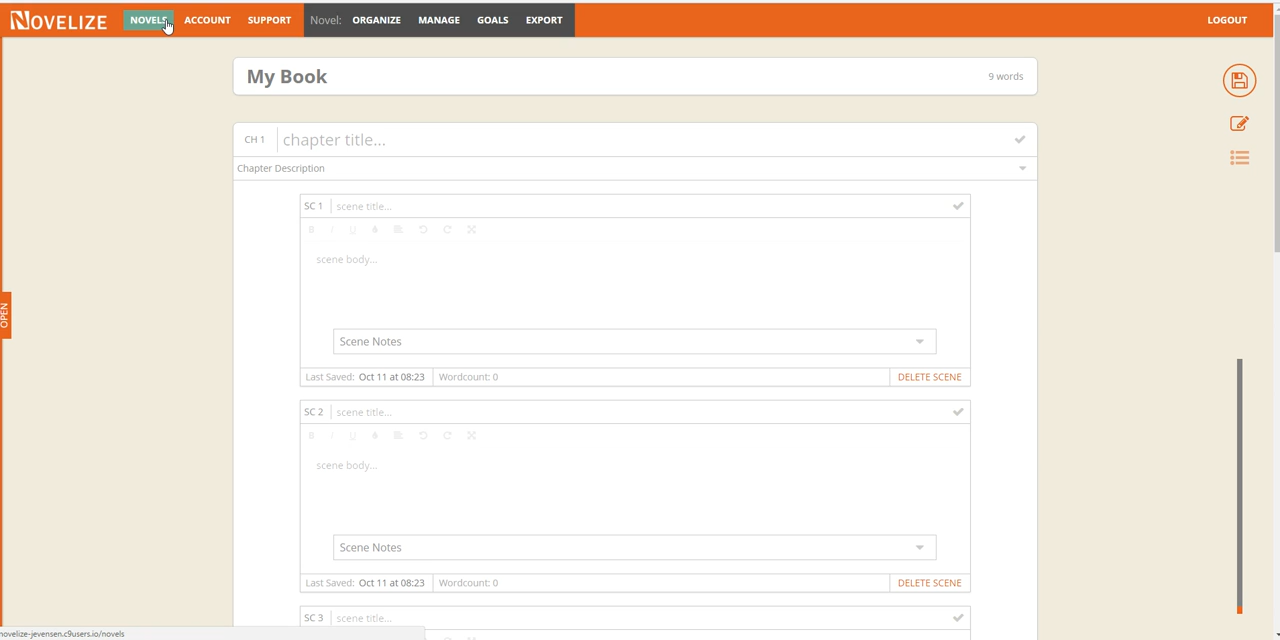 NOVELIZE NOVELS ACCOUNT SUPPORT Novel: ORGANIZE MANAGE GOALS EXPORT LOGOUT
My Book 9 words
CH 1 chapter title...
Chapter Description
SC 1 scene title...
B I U
scene body...
Scene Notes
Last Saved: Oct 11 at 08:23 Wordcount: 0 DELETE SCENE
OPEN
SC 2 scene title...
B I U
scene body...
Scene Notes
Last Saved: Oct 11 at 08:23 Wordcount: 0 DELETE SCENE
SC 3 scene title...
novelize-jevensen.c9users.io/novels